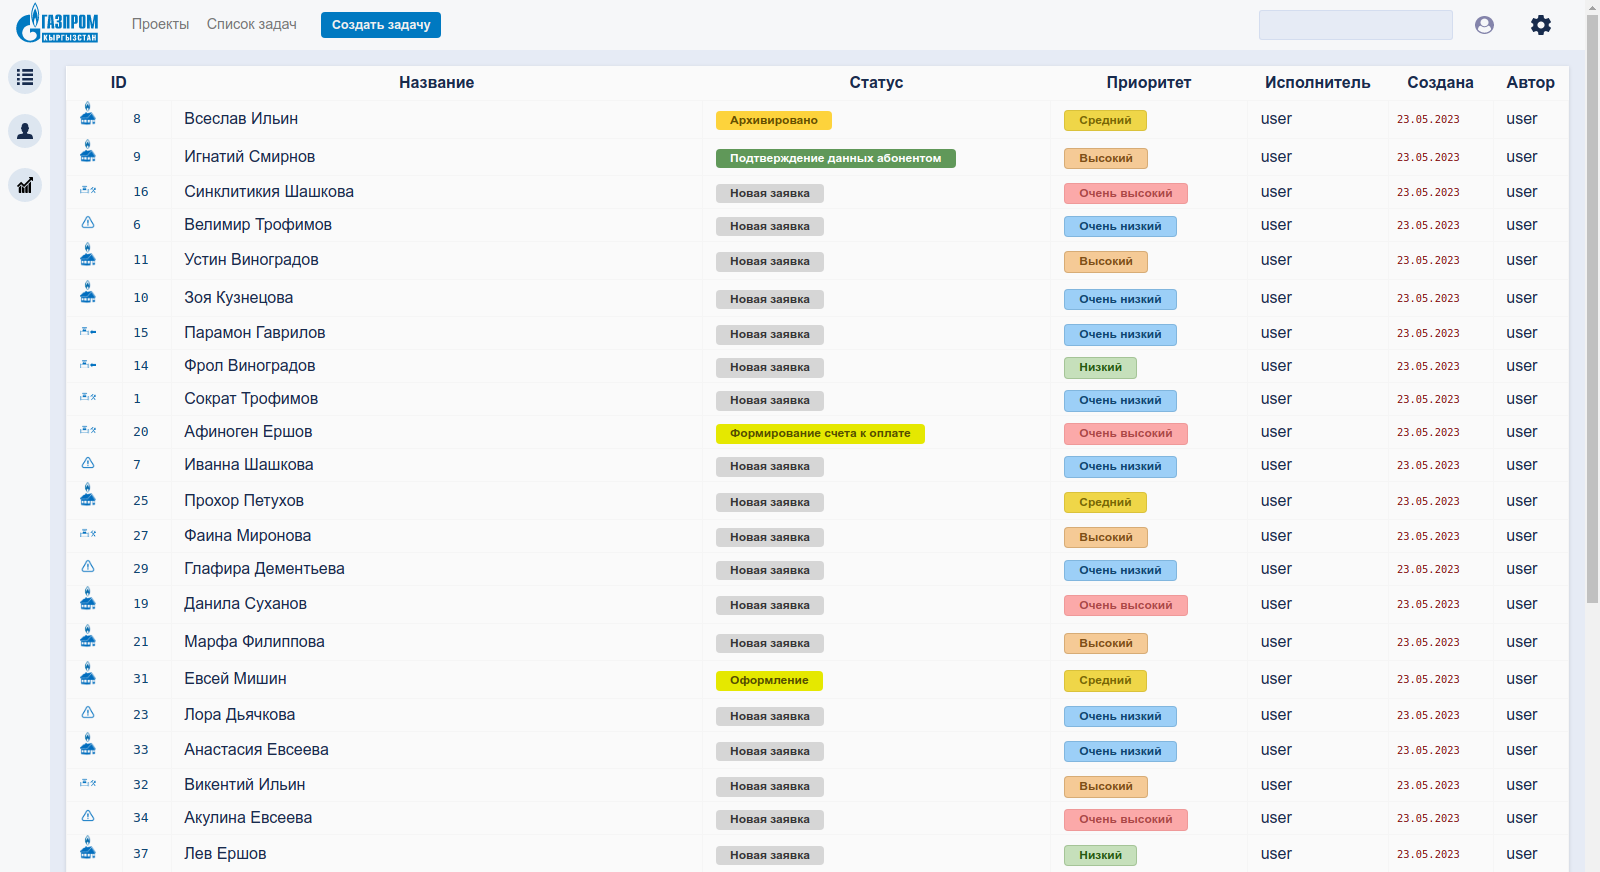 ГАЗПРОМ
КЫРГЫЗСТАН
Проекты Список задач Создать задачу
ID Название Статус Приоритет Исполнитель Создана Автор
8 Всеслав Ильин Архивировано Средний user 23.05.2023 user
9 Игнатий Смирнов Подтверждение данных абонентом Высокий user 23.05.2023 user
16 Синклитикия Шашкова Новая заявка Очень высокий user 23.05.2023 user
6 Велимир Трофимов Новая заявка Очень низкий user 23.05.2023 user
11 Устин Виноградов Новая заявка Высокий user 23.05.2023 user
10 Зоя Кузнецова Новая заявка Очень низкий user 23.05.2023 user
15 Парамон Гаврилов Новая заявка Очень низкий user 23.05.2023 user
14 Фрол Виноградов Новая заявка Низкий user 23.05.2023 user
1 Сократ Трофимов Новая заявка Очень низкий user 23.05.2023 user
20 Афиноген Ершов Формирование счета к оплате Очень высокий user 23.05.2023 user
7 Иванна Шашкова Новая заявка Очень низкий user 23.05.2023 user
25 Прохор Петухов Новая заявка Средний user 23.05.2023 user
27 Фаина Миронова Новая заявка Высокий user 23.05.2023 user
29 Глафира Дементьева Новая заявка Очень низкий user 23.05.2023 user
19 Данила Суханов Новая заявка Очень высокий user 23.05.2023 user
21 Марфа Филиппова Новая заявка Высокий user 23.05.2023 user
31 Евсей Мишин Оформление Средний user 23.05.2023 user
23 Лора Дьячкова Новая заявка Очень низкий user 23.05.2023 user
33 Анастасия Евсеева Новая заявка Очень низкий user 23.05.2023 user
32 Викентий Ильин Новая заявка Высокий user 23.05.2023 user
34 Акулина Евсеева Новая заявка Очень высокий user 23.05.2023 user
37 Лев Ершов Новая заявка Низкий user 23.05.2023 user